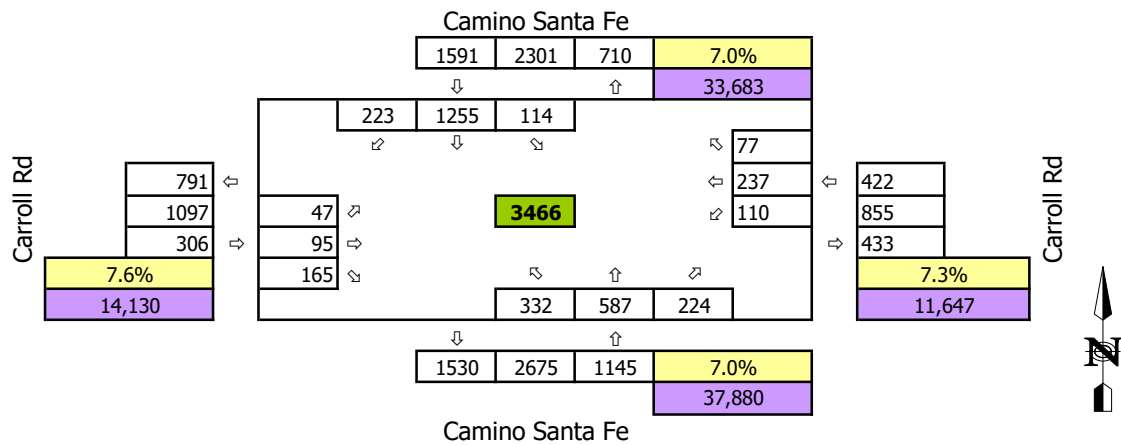 Camino Santa Fe
1591 2301 710 7.0%
33,683
223 1255 114
77
791 237 422
1097 47 3466 110 855
306 95 433
7.6% 165 7.3%
14,130 332 587 224 11,647
1530 2675 1145 7.0%
37,880
Camino Santa Fe
Carroll Rd
Carroll Rd
N